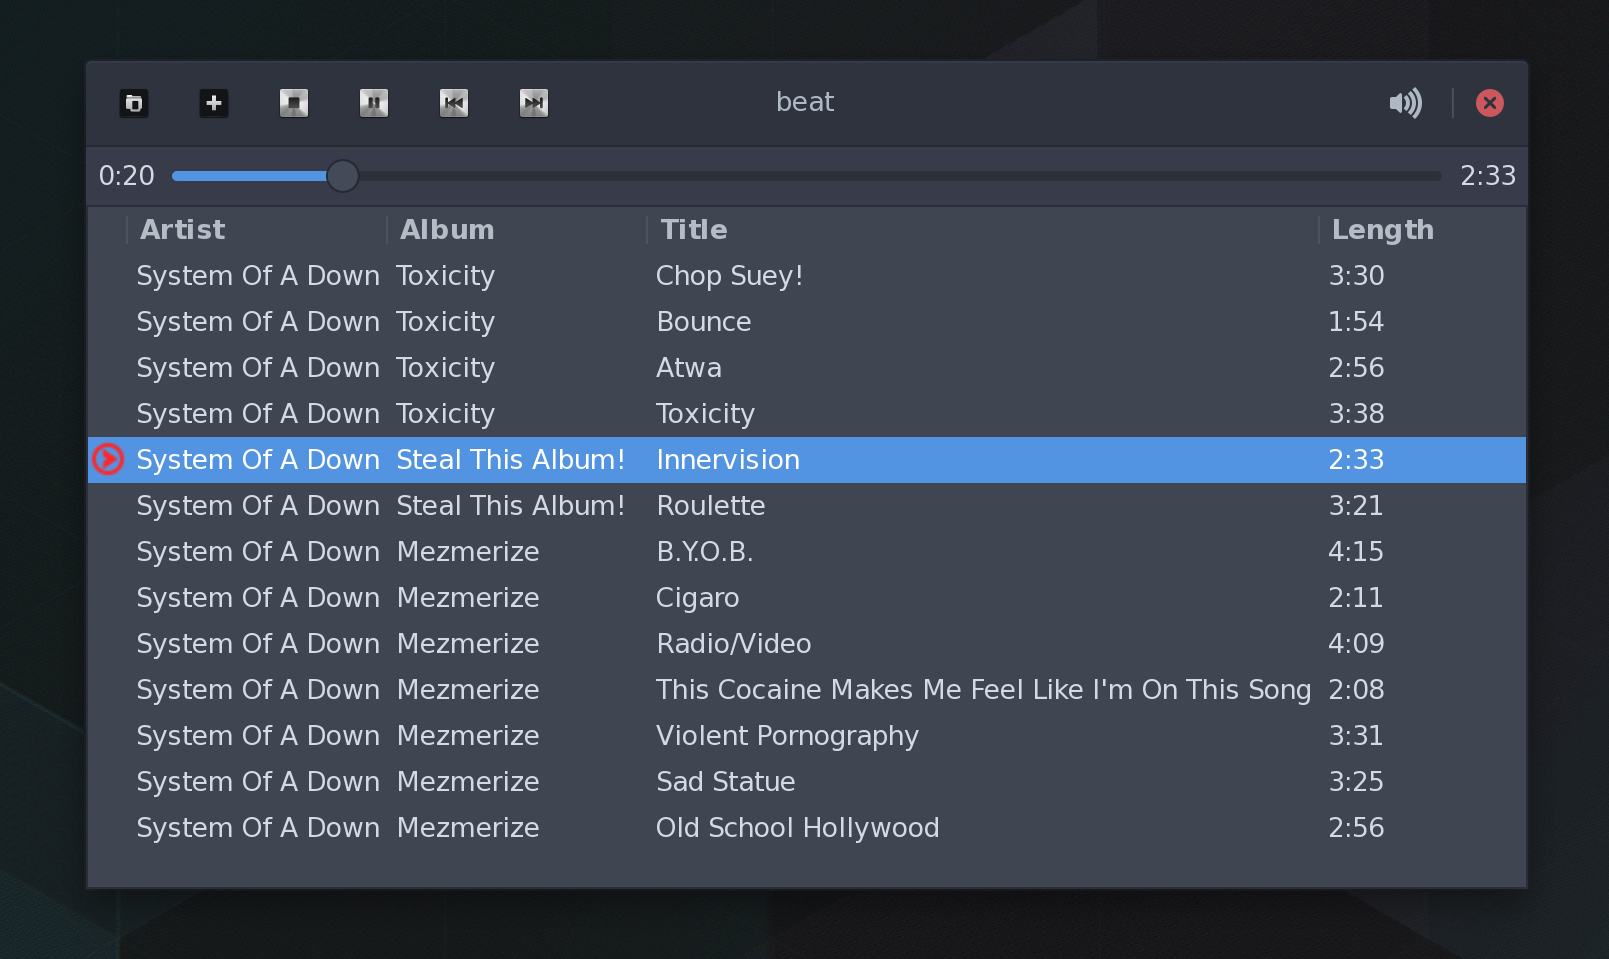 beat
0:20 2:33
Artist Album Title Length
System Of A Down Toxicity Chop Suey! 3:30
System Of A Down Toxicity Bounce 1:54
System Of A Down Toxicity Atwa 2:56
System Of A Down Toxicity Toxicity 3:38
System Of A Down Steal This Album! Innervision 2:33
System Of A Down Steal This Album! Roulette 3:21
System Of A Down Mezmerize B.Y.O.B. 4:15
System Of A Down Mezmerize Cigaro 2:11
System Of A Down Mezmerize Radio/Video 4:09
System Of A Down Mezmerize This Cocaine Makes Me Feel Like I'm On This Song 2:08
System Of A Down Mezmerize Violent Pornography 3:31
System Of A Down Mezmerize Sad Statue 3:25
System Of A Down Mezmerize Old School Hollywood 2:56